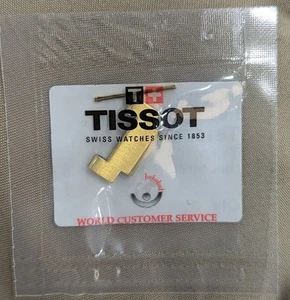 T+
TISSOT
SWISS WATCHES SINCE 1853
WORLD CUSTOMER SERVICE